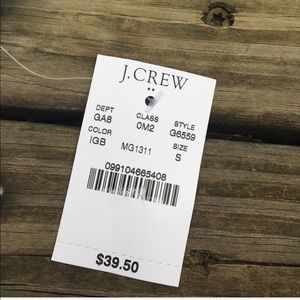 J.CREW
DEPT CLASS STYLE
GA8 0M2 G6559
COLOR SIZE
IGB MG1311 S
099104665408
$39.50